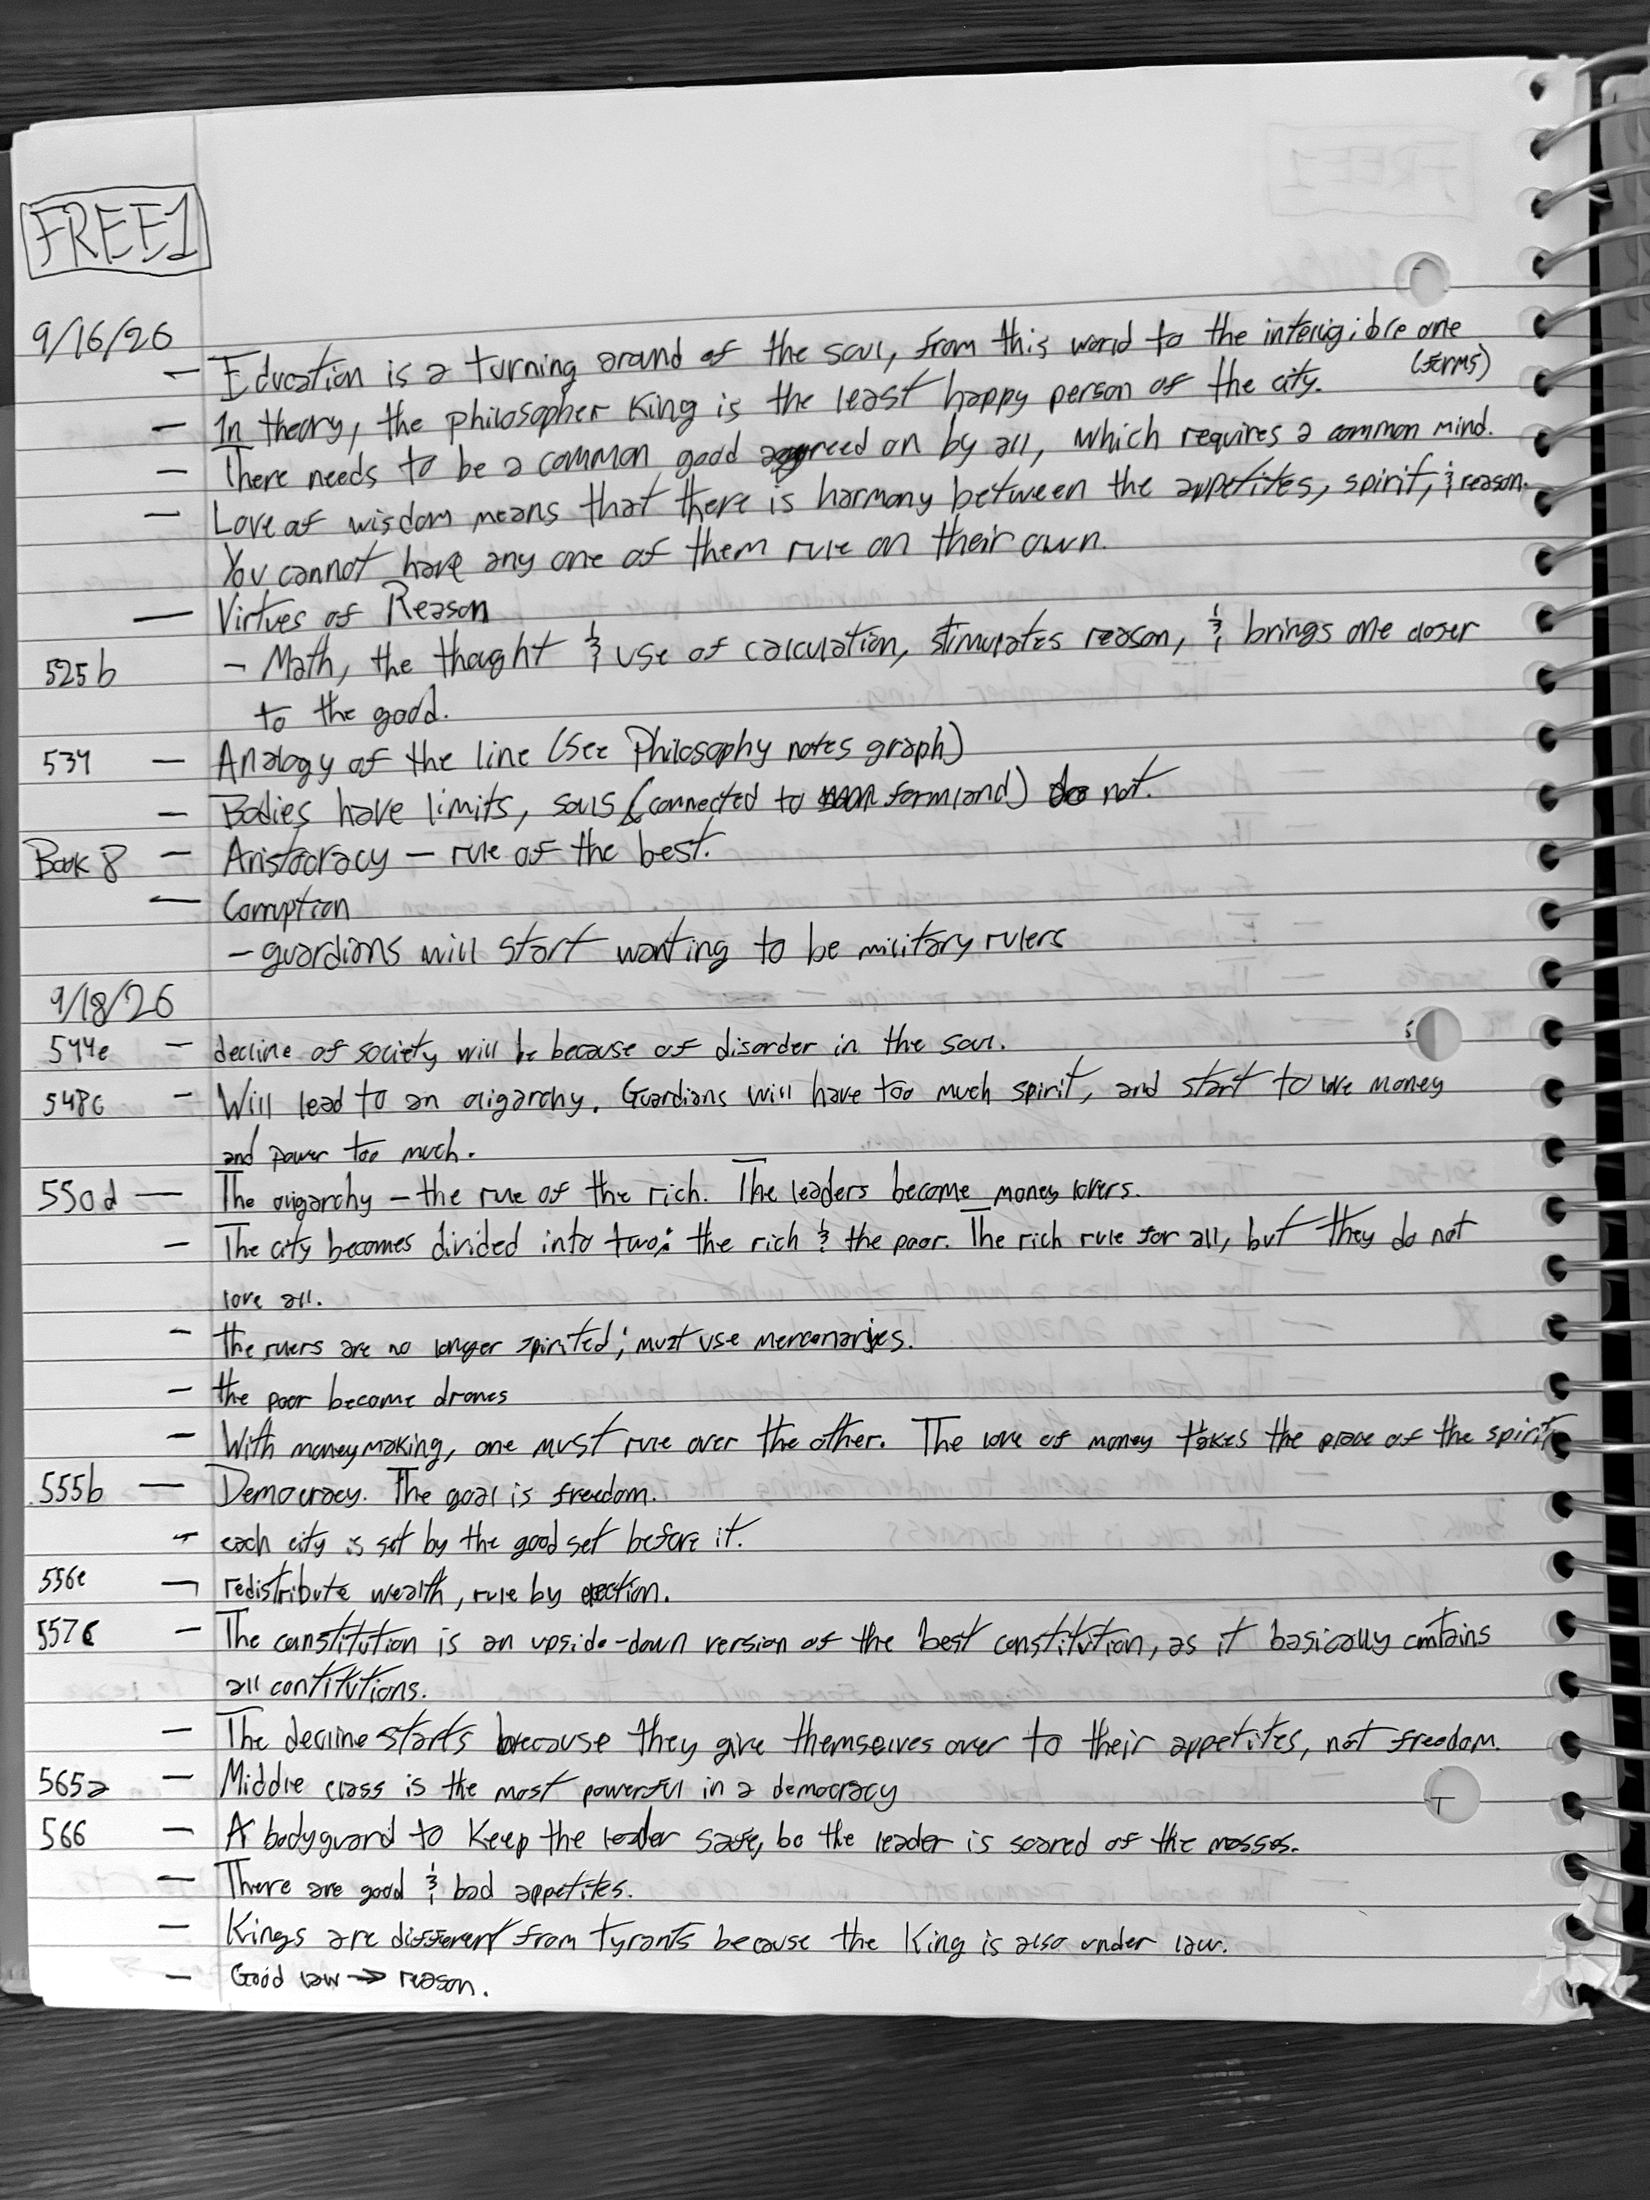 FREE1
9/16/26
- Education is a turning around of the soul, from this world to the intelligible one
(forms)
- In theory, the philosopher King is the least happy person of the city.
- There needs to be a common good agreed on by all, which requires a common mind.
- Love of wisdom means that there is harmony between the appetites, spirit, & reason.
You cannot have any one of them rule on their own.
- Virtues of Reason
525b - Math, the thought & use of calculation, stimulates reason, & brings one closer
to the good.
534 - Analogy of the line (See Philosophy notes graph)
- Bodies have limits, souls (connected to formland) do not.
Book 8 - Aristocracy - rule of the best.
- Corruption
- guardians will start wanting to be military rulers
9/18/26
544e - decline of society will be because of disorder in the soul.
548c - Will lead to an oligarchy. Guardians will have too much spirit, and start to love money
and power too much.
550d - The oligarchy - the rule of the rich. The leaders become money lovers.
- The city becomes divided into two: the rich & the poor. The rich rule for all, but they do not
love all.
- the rulers are no longer spirited; must use mercenaries.
- the poor become drones
- With moneymaking, one must rule over the other. The love of money takes the place of the spirit
555b - Democracy. The goal is freedom.
- each city is set by the good set before it.
556e - redistribute wealth, rule by election.
557c - The constitution is an upside-down version of the best constitution, as it basically contains
all contitutions.
- The decline starts because they give themselves over to their appetites, not freedom.
565a - Middle class is the most powerful in a democracy
566 - A bodyguard to keep the leader safe, bc the leader is scared of the masses.
- There are good & bad appetites.
- Kings are different from tyrants because the King is also under law.
- Good law → reason.